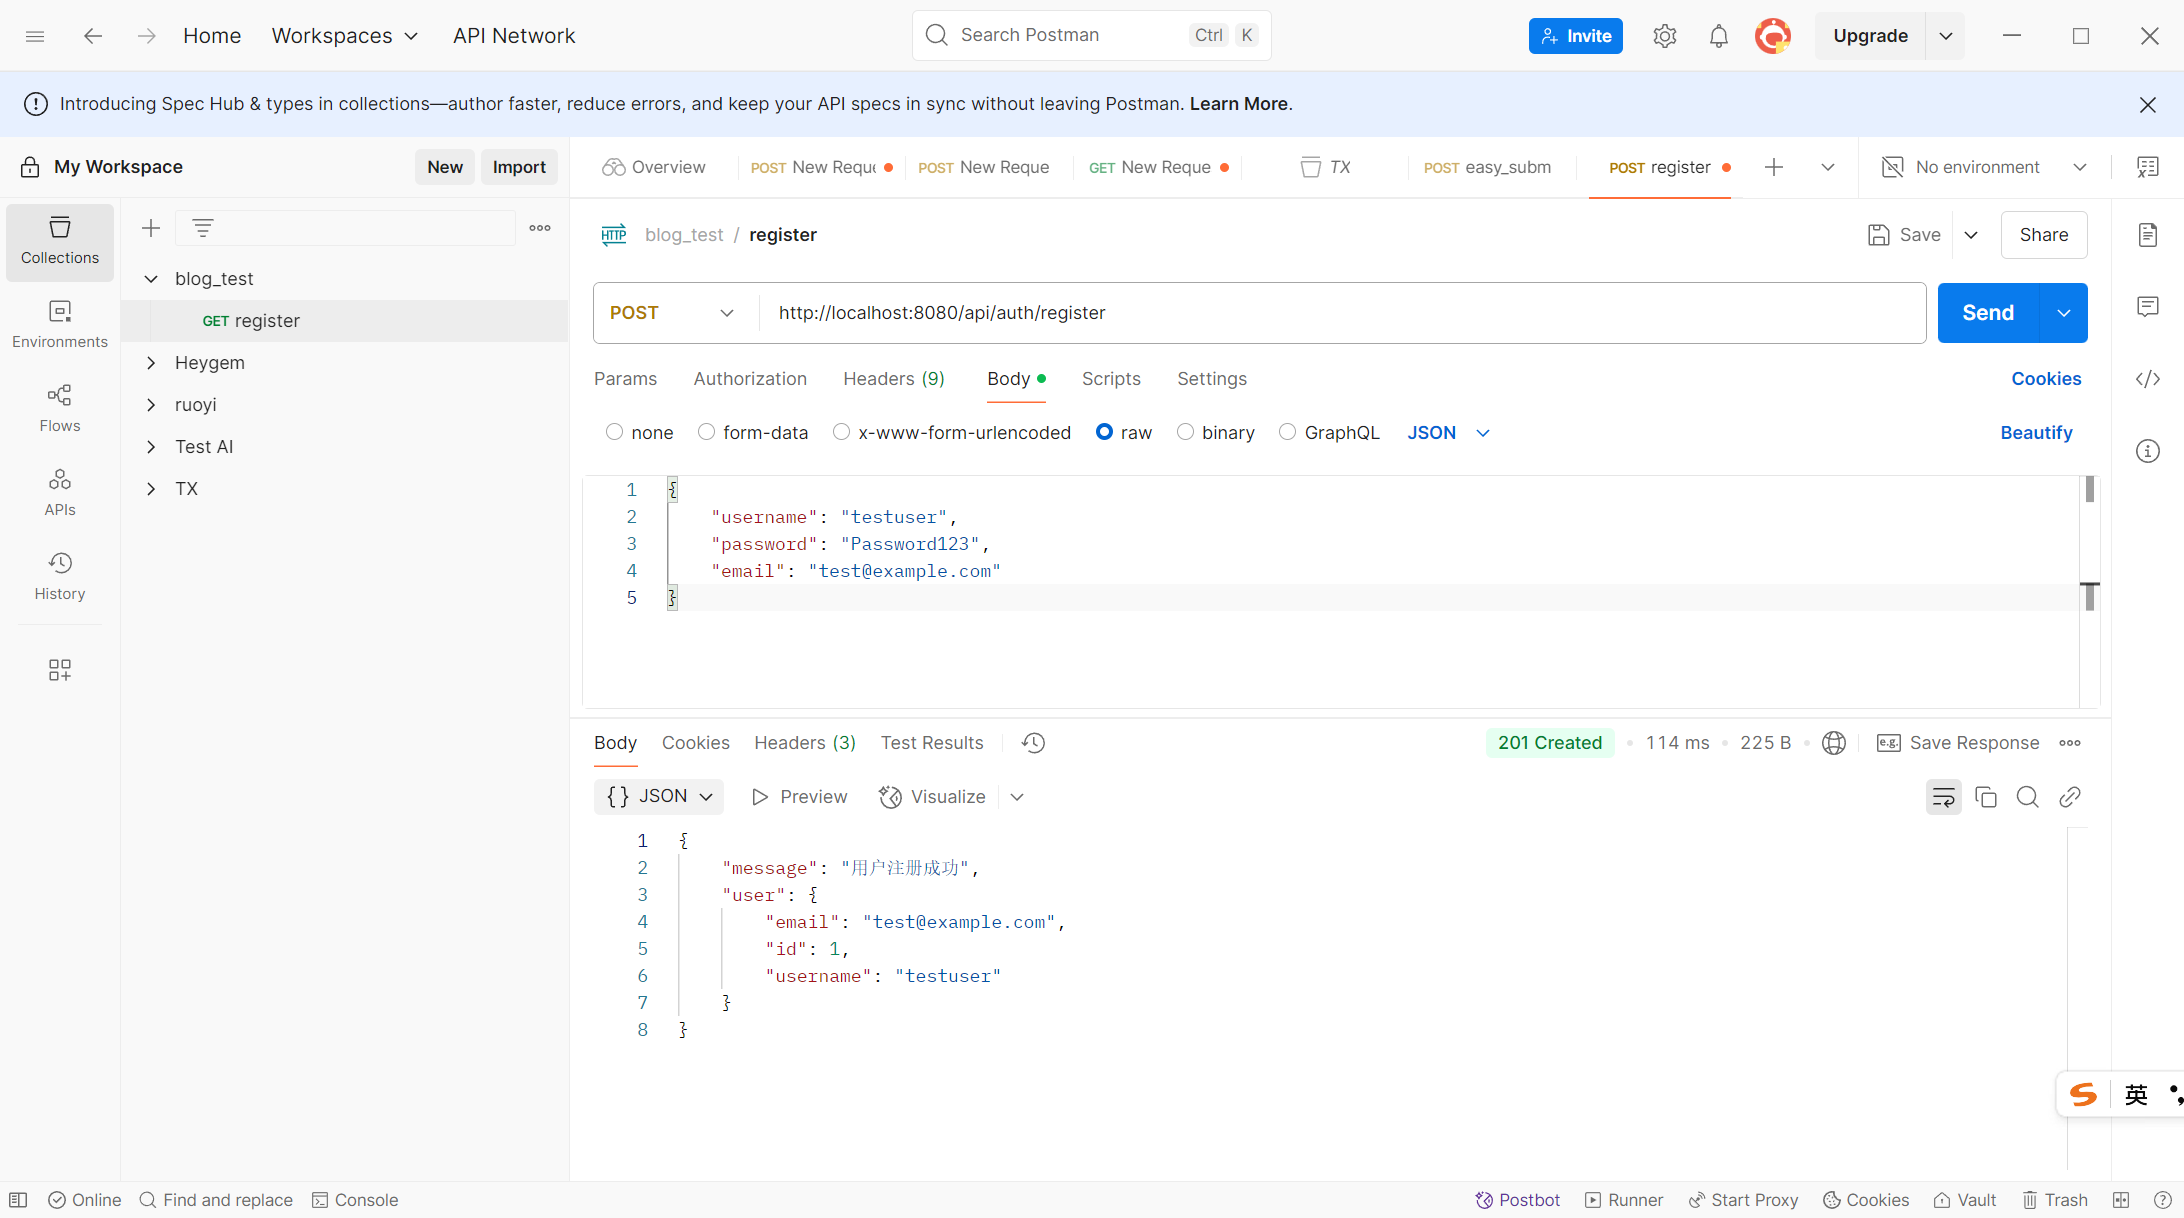 Home Workspaces API Network Search Postman Ctrl K Invite Upgrade
Introducing Spec Hub & types in collections—author faster, reduce errors, and keep your API specs in sync without leaving Postman. Learn More.
My Workspace New Import
Overview POST New Reque POST New Reque GET New Reque TX POST easy_subm POST register No environment
Collections
Environments
Flows
APIs
History
blog_test
GET register
Heygem
ruoyi
Test AI
TX
HTTP blog_test / register Save Share
POST http://localhost:8080/api/auth/register Send
Params Authorization Headers (9) Body Scripts Settings Cookies
none form-data x-www-form-urlencoded raw binary GraphQL JSON Beautify
1 {
2 "username": "testuser",
3 "password": "Password123",
4 "email": "test@example.com"
5 }
Body Cookies Headers (3) Test Results 201 Created 114 ms 225 B e.g. Save Response
{} JSON Preview Visualize
1 {
2 "message": "用户注册成功",
3 "user": {
4 "email": "test@example.com",
5 "id": 1,
6 "username": "testuser"
7 }
8 }
英
Online Find and replace Console Postbot Runner Start Proxy Cookies Vault Trash